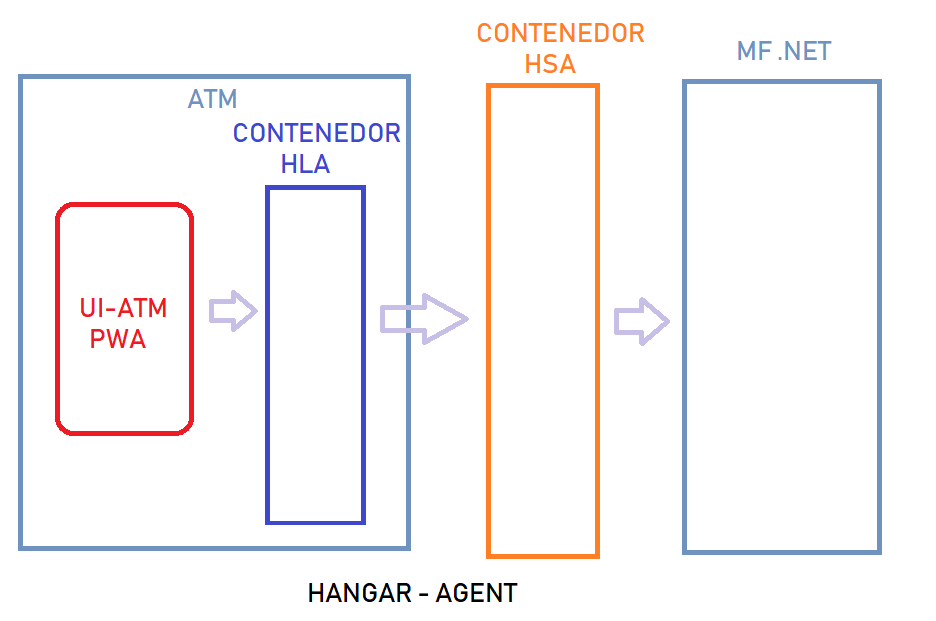 CONTENEDOR
HSA
MF .NET
ATM
CONTENEDOR
HLA
UI-ATM
PWA
HANGAR - AGENT